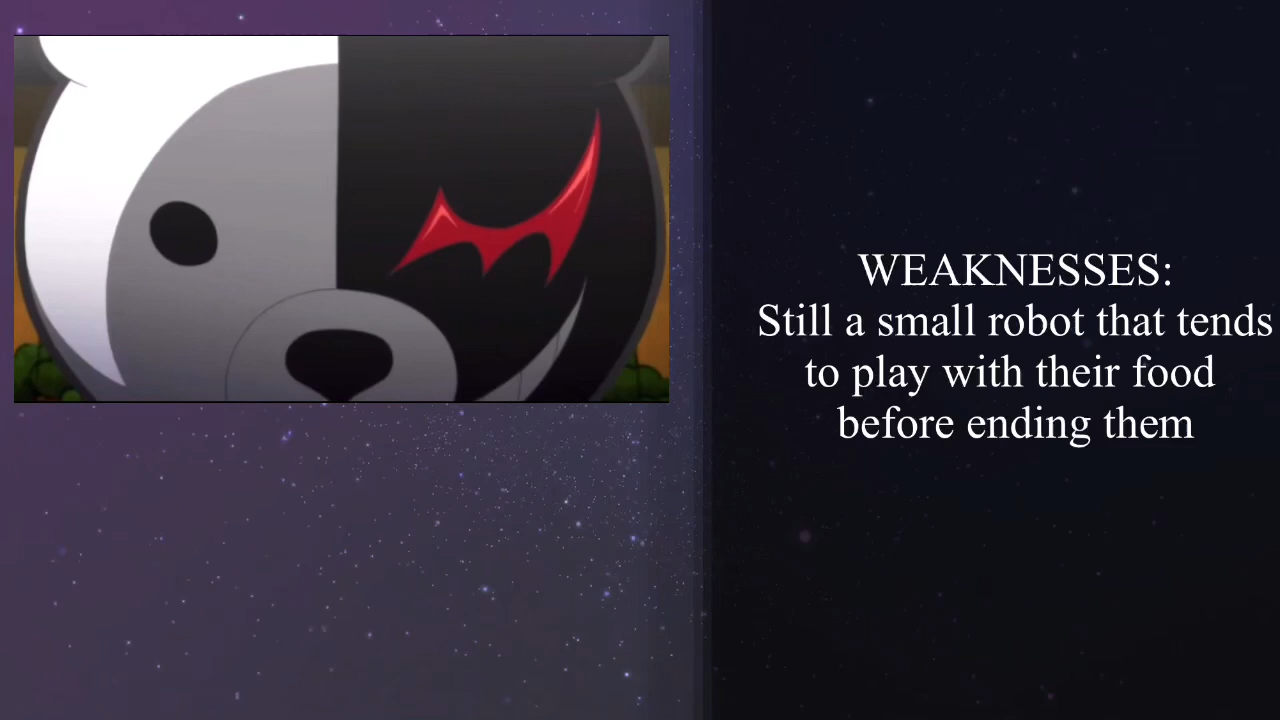 WEAKNESSES:
Still a small robot that tends
to play with their food
before ending them